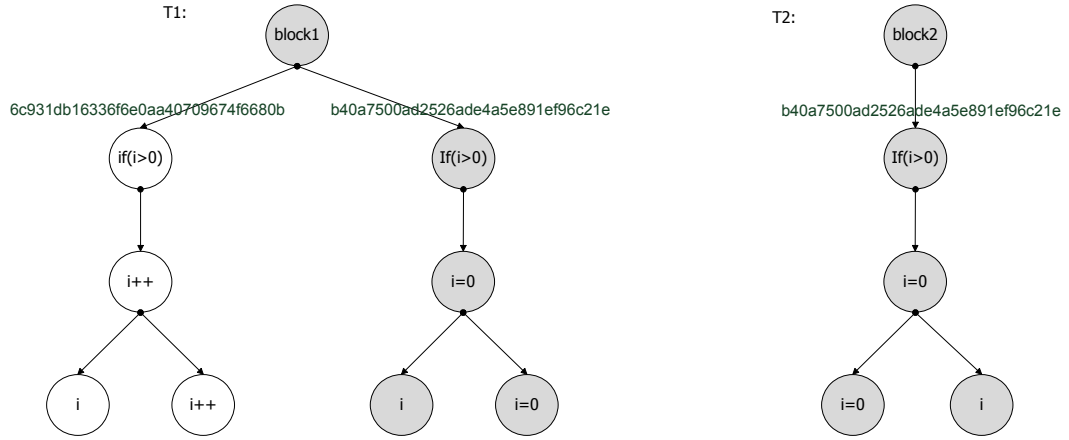 T1:
block1
T2:
block2
6c931db16336f6e0aa40709674f6680b
b40a7500ad2526ade4a5e891ef96c21e
b40a7500ad2526ade4a5e891ef96c21e
if(i>0)
If(i>0)
If(i>0)
i++
i=0
i=0
i
i++
i
i=0
i=0
i